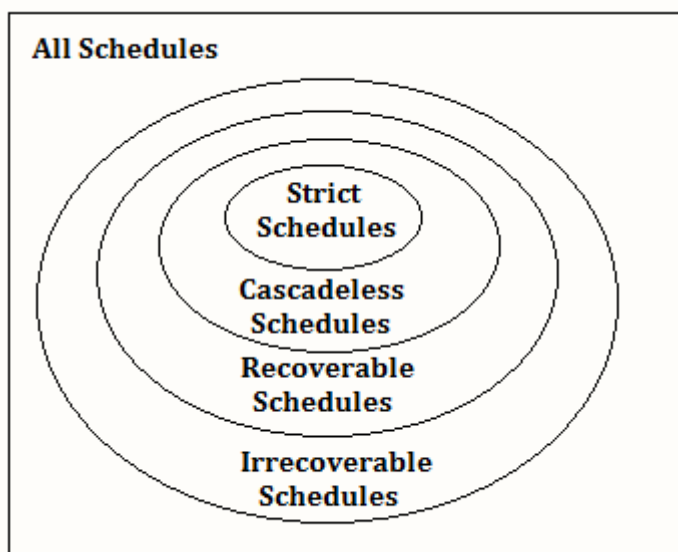 All Schedules
Strict
Schedules
Cascadeless
Schedules
Recoverable
Schedules
Irrecoverable
Schedules